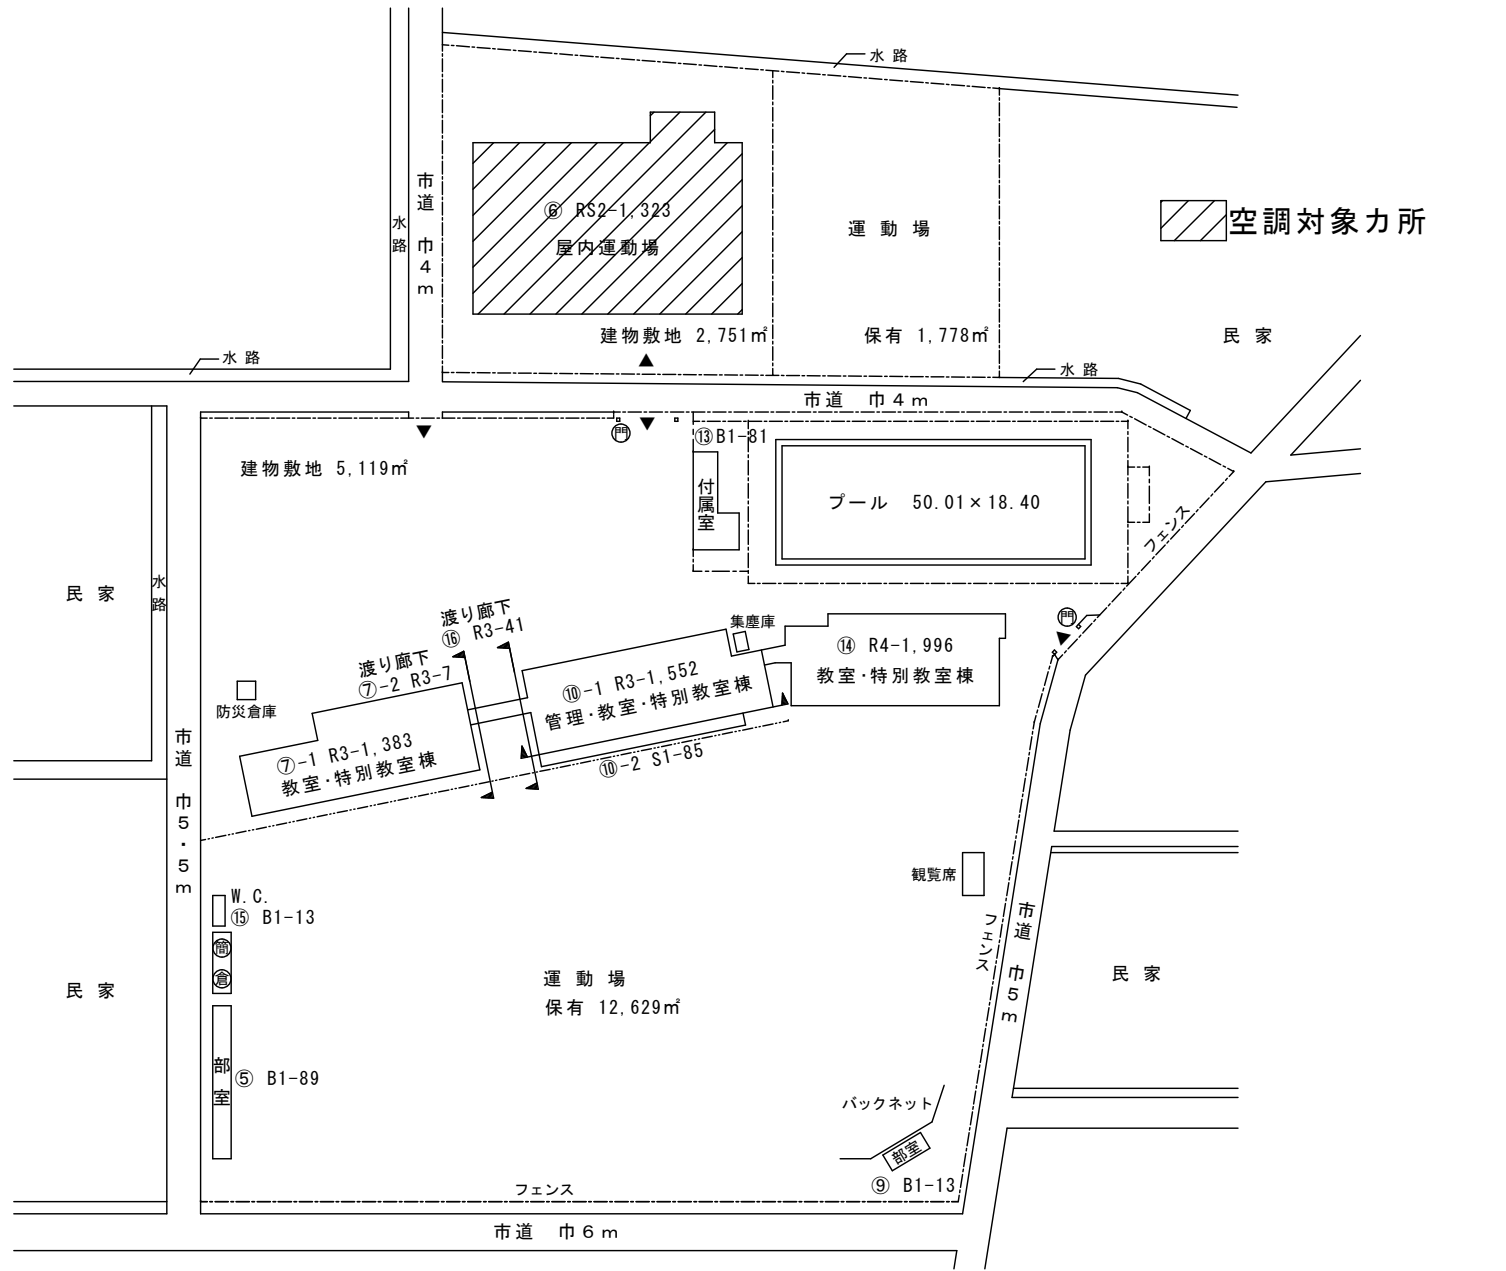 水路
市道 巾4m
水路
⑥ RS2-1,323
屋内運動場
運動場
空調対象カ所
建物敷地 2,751㎡
保有 1,778㎡
民家
水路
水路
市道 巾4m
門
⑬B1-81
建物敷地 5,119㎡
付属室
プール 50.01×18.40
フェンス
民家
水路
渡り廊下
⑯ R3-41
集塵庫
門
⑭ R4-1,996
教室・特別教室棟
渡り廊下
⑦-2 R3-7
⑩-1 R3-1,552
管理・教室・特別教室棟
防災倉庫
⑦-1 R3-1,383
教室・特別教室棟
⑩-2 S1-85
市道 巾5.5m
観覧席
W.C.
⑮ B1-13
簡
倉
フェンス
市道 巾5m
運動場
保有 12,629㎡
民家
民家
部室
⑤ B1-89
バックネット
部室
⑨ B1-13
フェンス
市道 巾6m